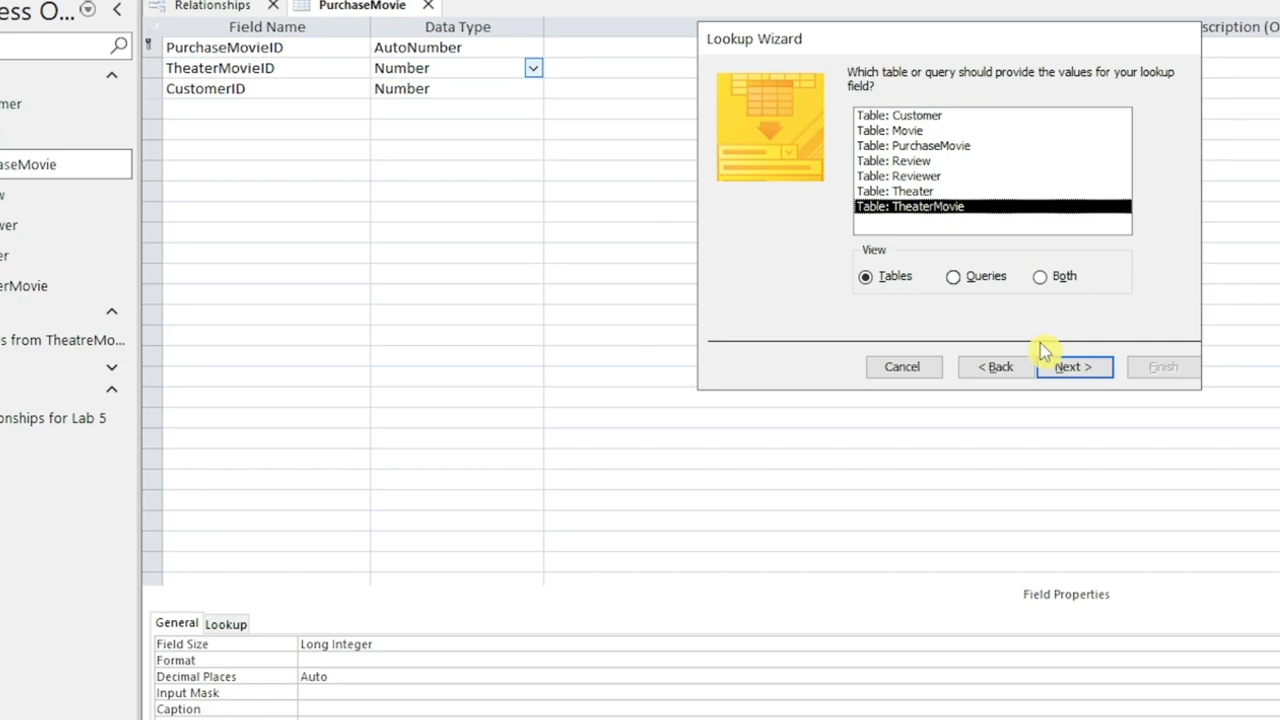 ess O...
Relationships
PurchaseMovie
Field Name
Data Type
scription (O
PurchaseMovieID
AutoNumber
TheaterMovieID
Number
CustomerID
Number
mer
aseMovie
w
wer
er
erMovie
s from TheatreMo...
onships for Lab 5
Lookup Wizard
Which table or query should provide the values for your lookup
field?
Table: Customer
Table: Movie
Table: PurchaseMovie
Table: Review
Table: Reviewer
Table: Theater
Table: TheaterMovie
View
Tables
Queries
Both
Cancel
< Back
Next >
Finish
Field Properties
General
Lookup
Field Size
Long Integer
Format
Decimal Places
Auto
Input Mask
Caption